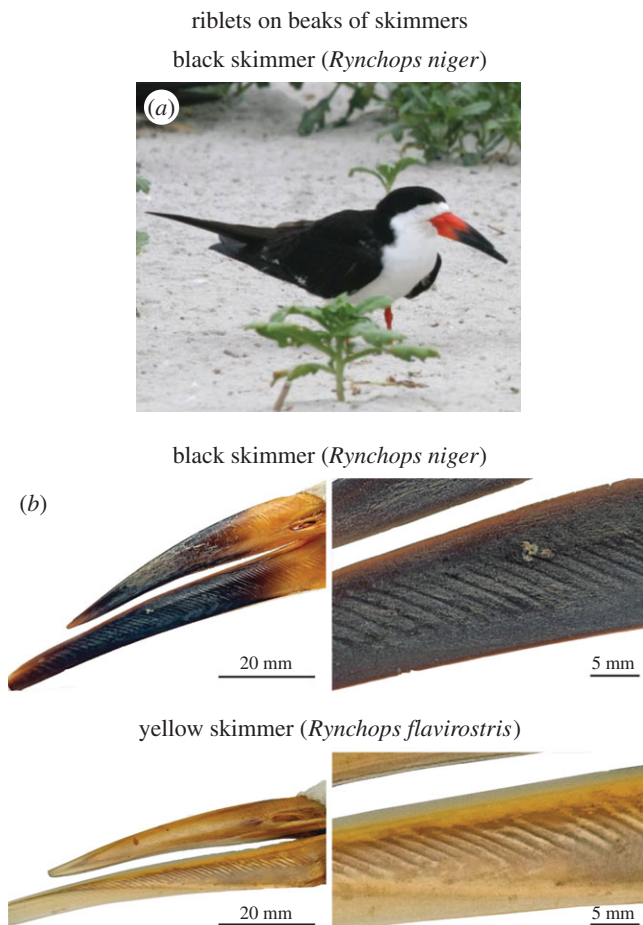 riblets on beaks of skimmers
black skimmer (Rynchops niger)
(a)
black skimmer (Rynchops niger)
(b)
20 mm
5 mm
yellow skimmer (Rynchops flavirostris)
20 mm
5 mm